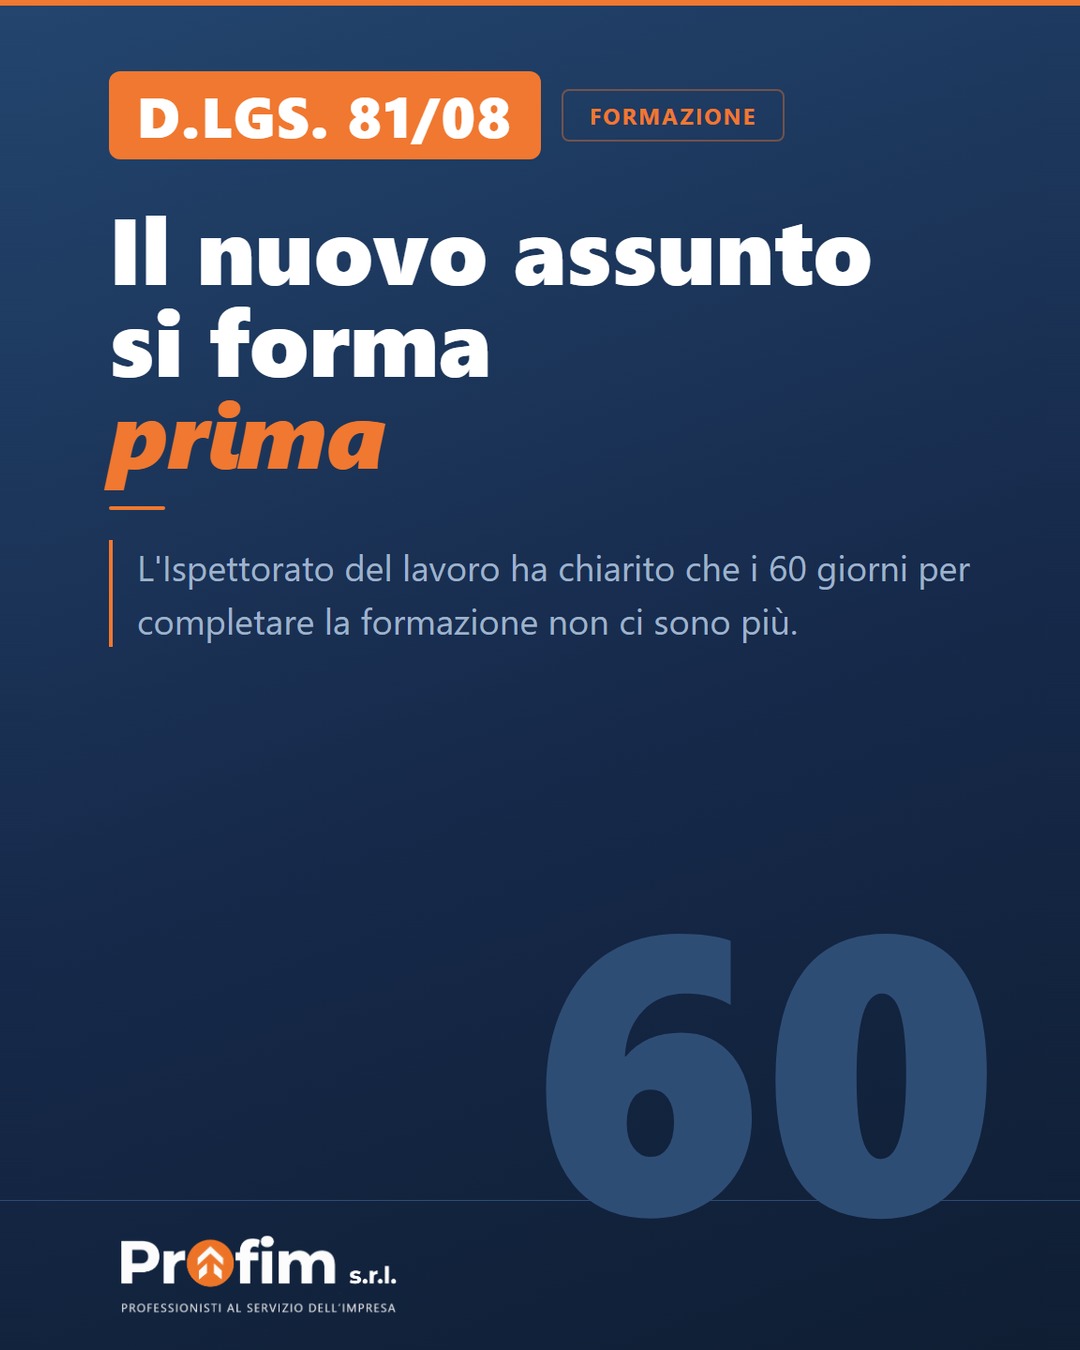 D.LGS. 81/08
FORMAZIONE
Il nuovo assunto
si forma
prima
L'Ispettorato del lavoro ha chiarito che i 60 giorni per
completare la formazione non ci sono più.
60
Profim s.r.l.
PROFESSIONISTI AL SERVIZIO DELL'IMPRESA